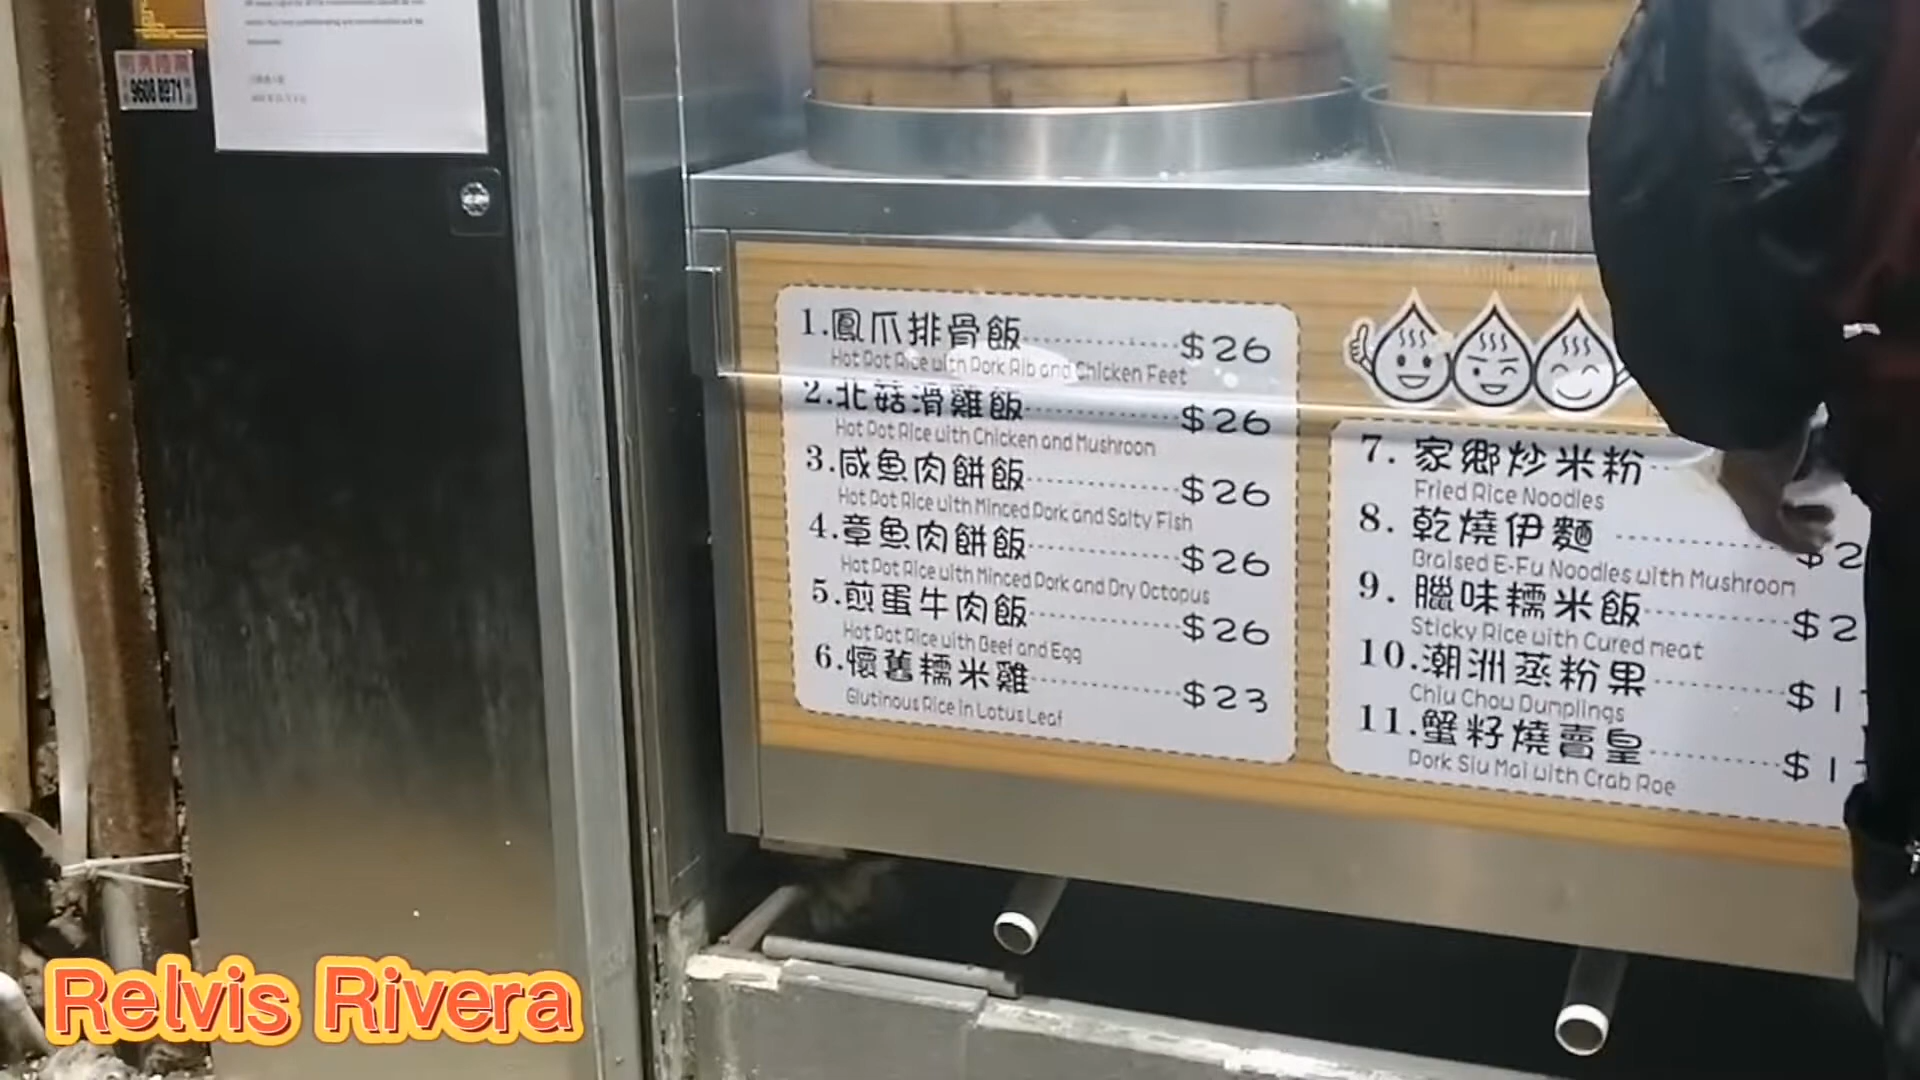 9608 8971
1.鳳爪排骨飯 $26
Hot Pot Rice with Pork Rib and Chicken Feet
2.北菇滑雞飯 $26
Hot Pot Rice with Chicken and Mushroom
3.咸魚肉餅飯 $26
Hot Pot Rice with Minced Pork and Salty Fish
4.章魚肉餅飯 $26
Hot Pot Rice with Minced Pork and Dry Octopus
5.煎蛋牛肉飯 $26
Hot Pot Rice with Beef and Egg
6.懷舊糯米雞 $23
Glutinous Rice in Lotus Leaf
7. 家鄉炒米粉
Fried Rice Noodles
8. 乾燒伊麵 $2
Braised E-Fu Noodles with Mushroom
9. 臘味糯米飯 $2
Sticky Rice with Cured meat
10.潮洲蒸粉果 $1
Chiu Chow Dumplings
11.蟹籽燒賣皇 $1
Pork Siu Mai with Crab Roe
Relvis Rivera